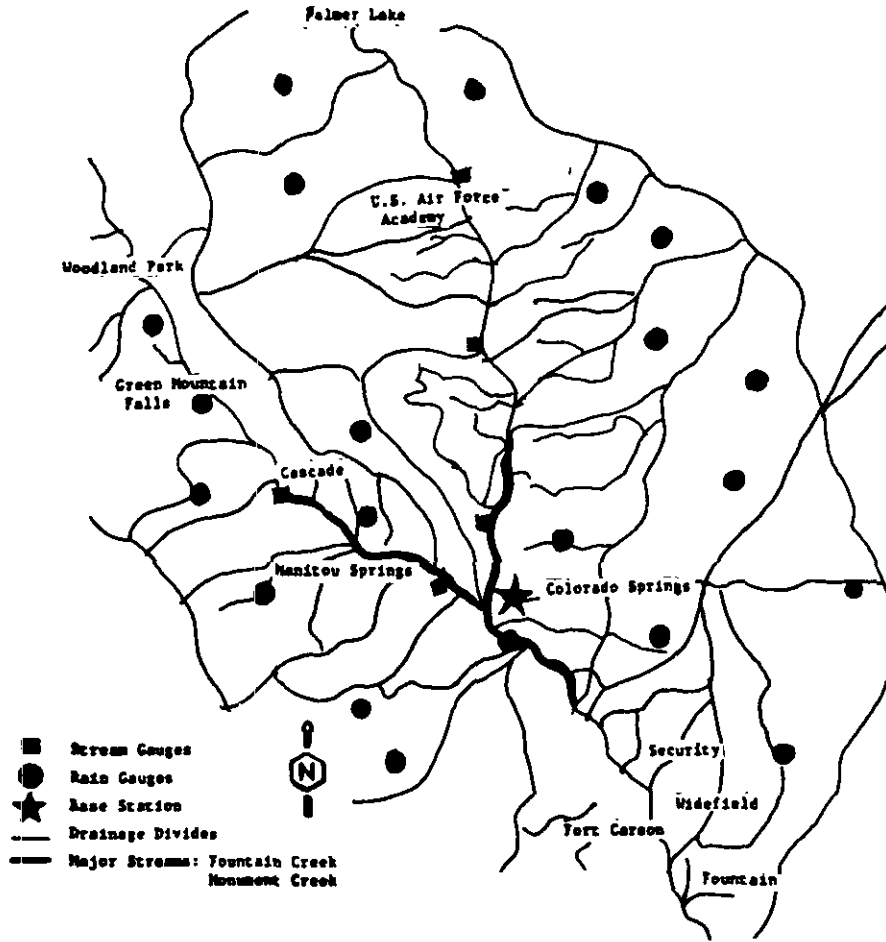 Palmer Lake
U.S. Air Force
Academy
Woodland Park
Green Mountain
Falls
Cascade
Manitou Springs
Colorado Springs
Stream Gauges
Rain Gauges
Base Station
Drainage Divides
Major Streams: Fountain Creek
Monument Creek
N
Security
Widefield
Fort Carson
Fountain